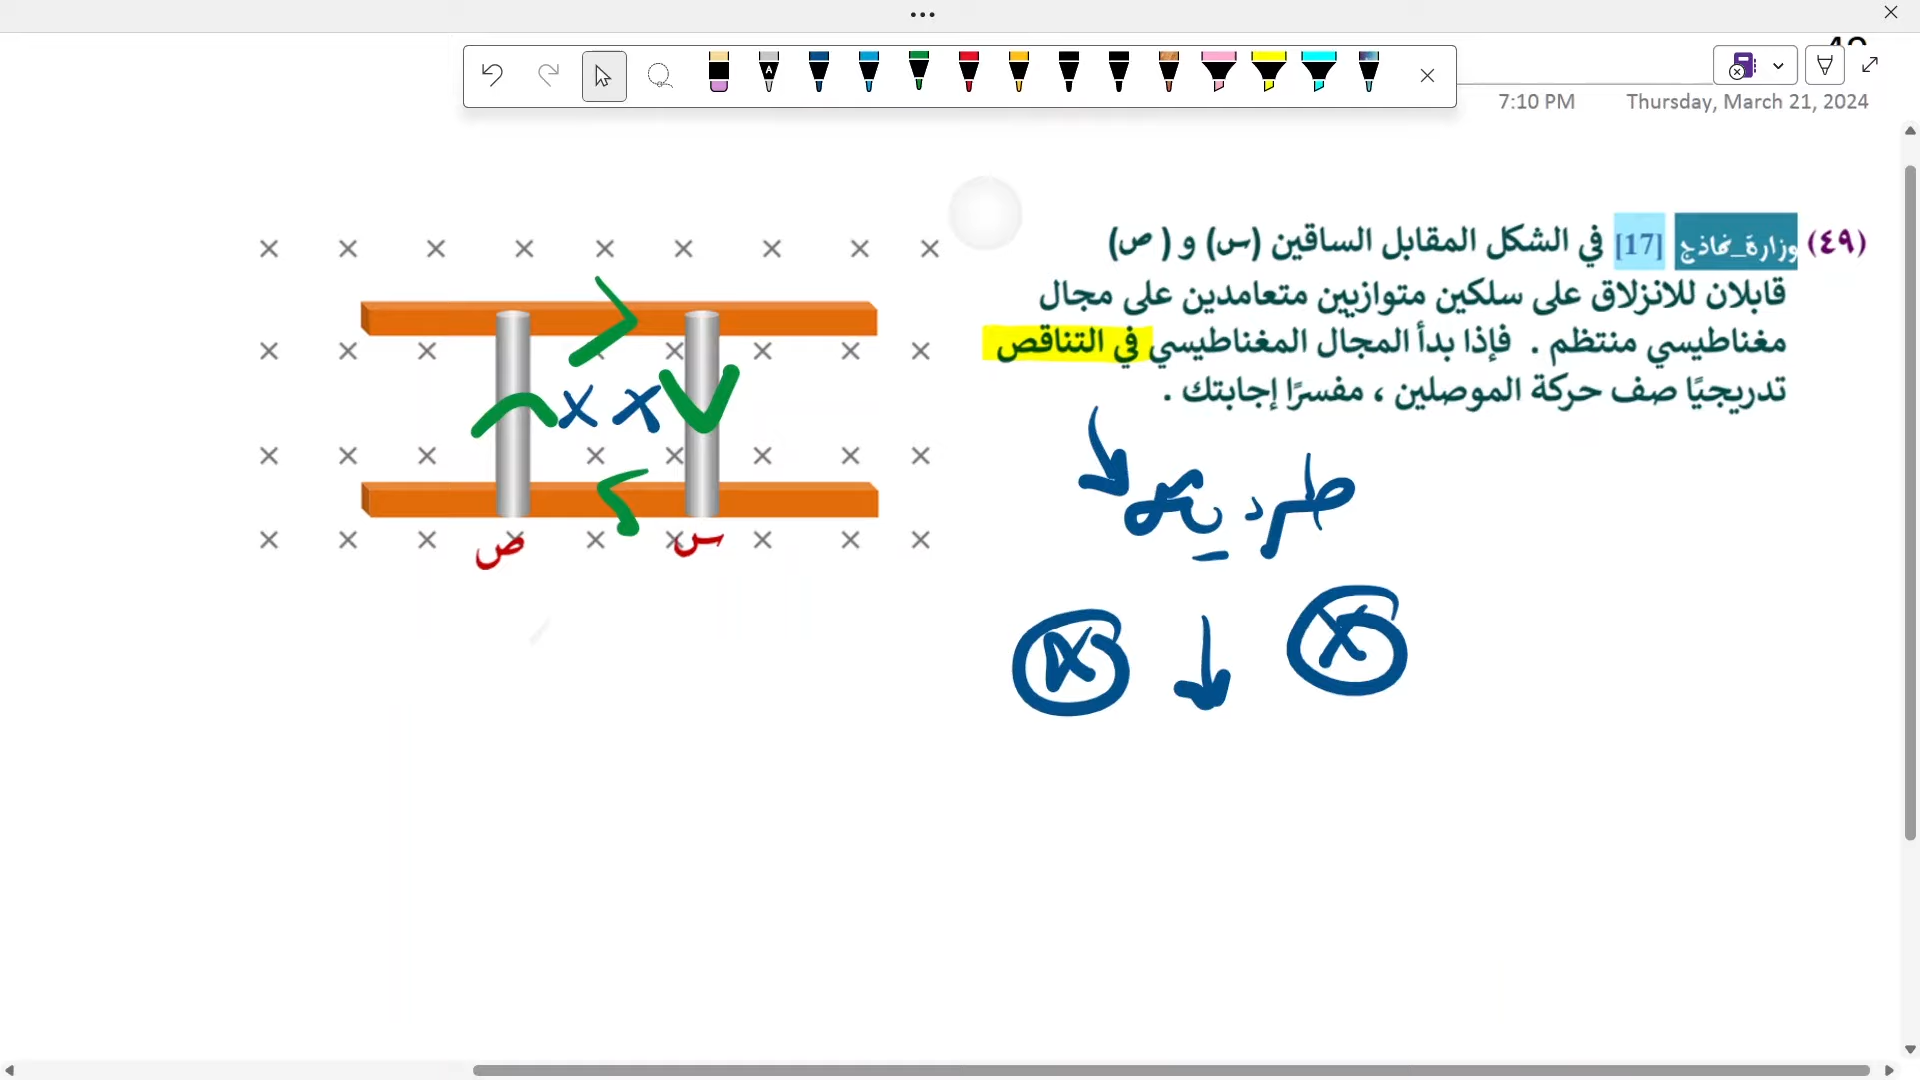 7:10 PM Thursday, March 21, 2024
(٤٩) وزارة_نماذج [17] في الشكل المقابل الساقين (س) و ( ص)
قابلان للانزلاق على سلكين متوازيين متعامدين على مجال
مغناطيسي منتظم . فإذا بدأ المجال المغناطيسي في التناقص
تدريجيًا صف حركة الموصلين ، مفسرًا إجابتك .
طردية
ص س